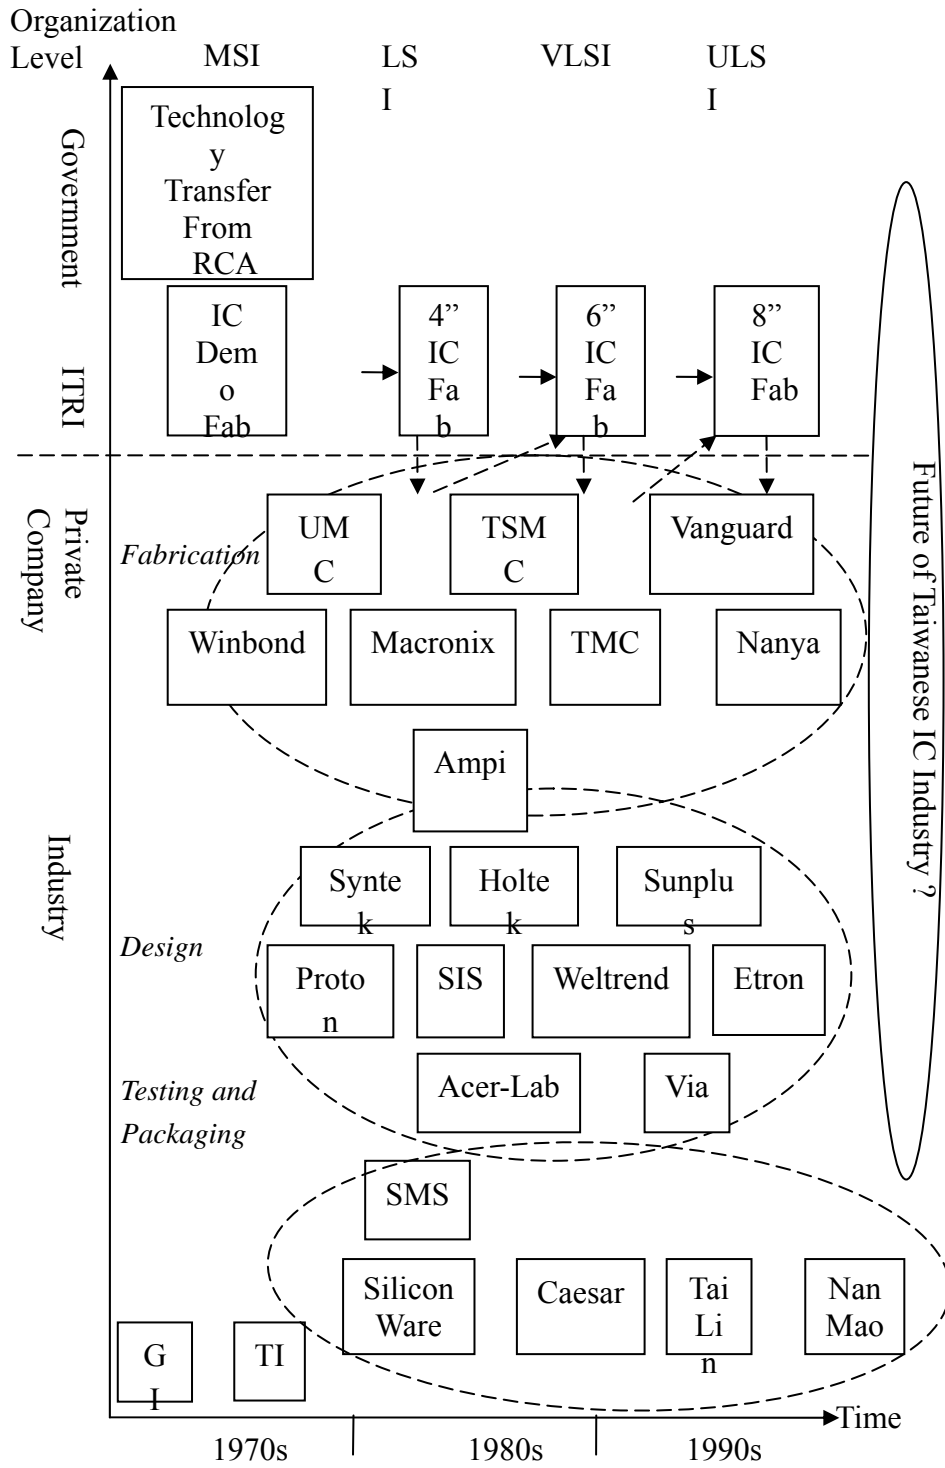 Organization
Level
MSI
LS
I
VLSI
ULS
I
Government
Technolog
y
Transfer
From
RCA
ITRI
IC
Dem
o
Fab
4”
IC
Fa
b
6”
IC
Fa
b
8”
IC
Fab
Private
Company
Fabrication
UM
C
TSM
C
Vanguard
Winbond
Macronix
TMC
Nanya
Ampi
Industry
Design
Synte
k
Holte
k
Sunplu
s
Proto
n
SIS
Weltrend
Etron
Testing and
Packaging
Acer-Lab
Via
SMS
Silicon
Ware
Caesar
Tai
Li
n
Nan
Mao
G
I
TI
Future of Taiwanese IC Industry ?
Time
1970s
1980s
1990s